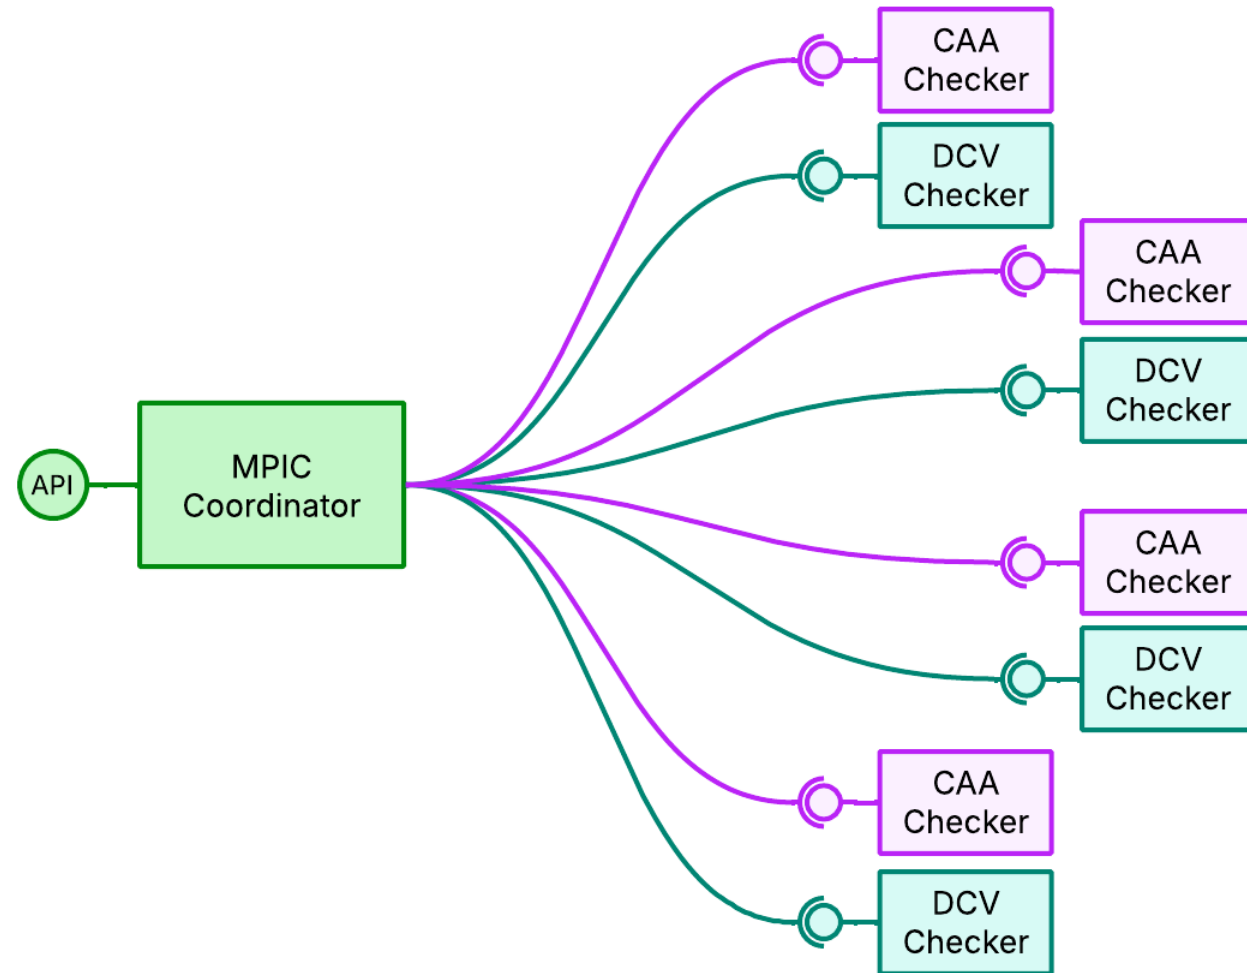 CAA
Checker
DCV
Checker
CAA
Checker
DCV
Checker
API
MPIC
Coordinator
CAA
Checker
DCV
Checker
CAA
Checker
DCV
Checker